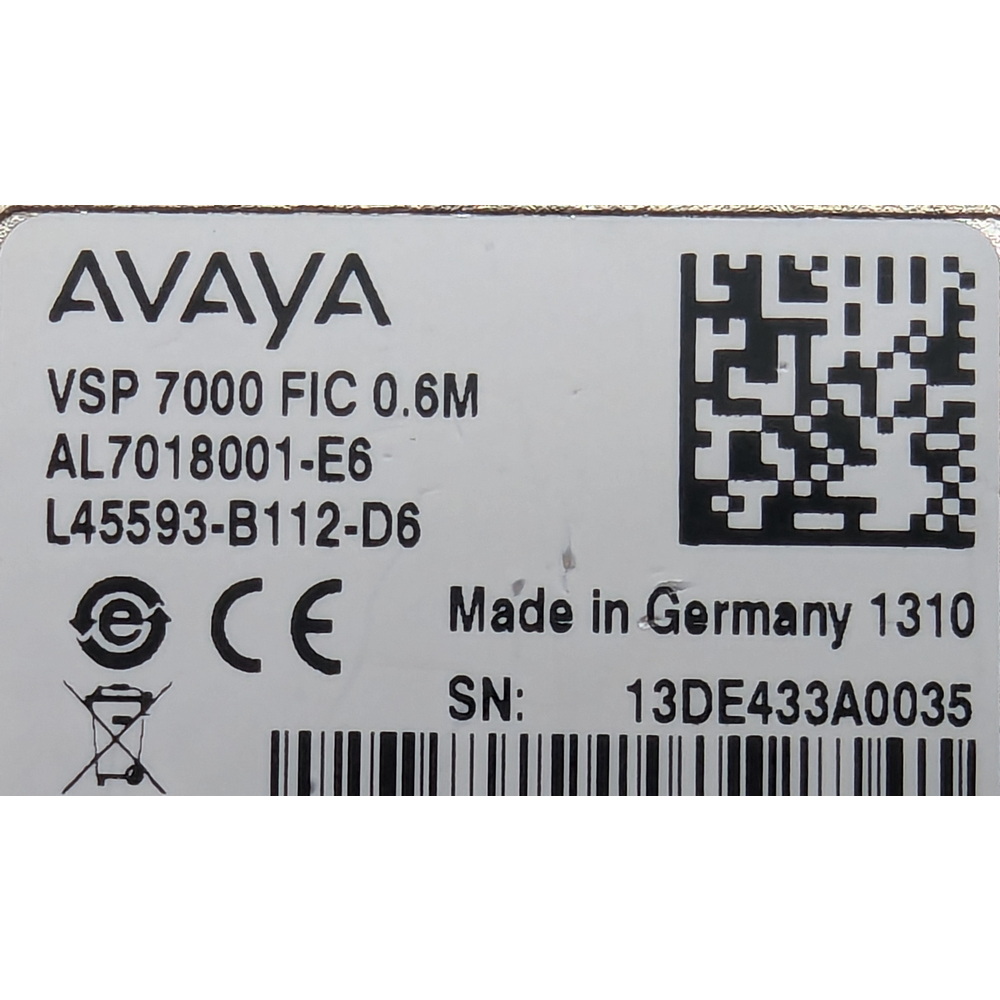 AVAYA
VSP 7000 FIC 0.6M
AL7018001-E6
L45593-B112-D6
e CE
Made in Germany 1310
SN: 13DE433A0035